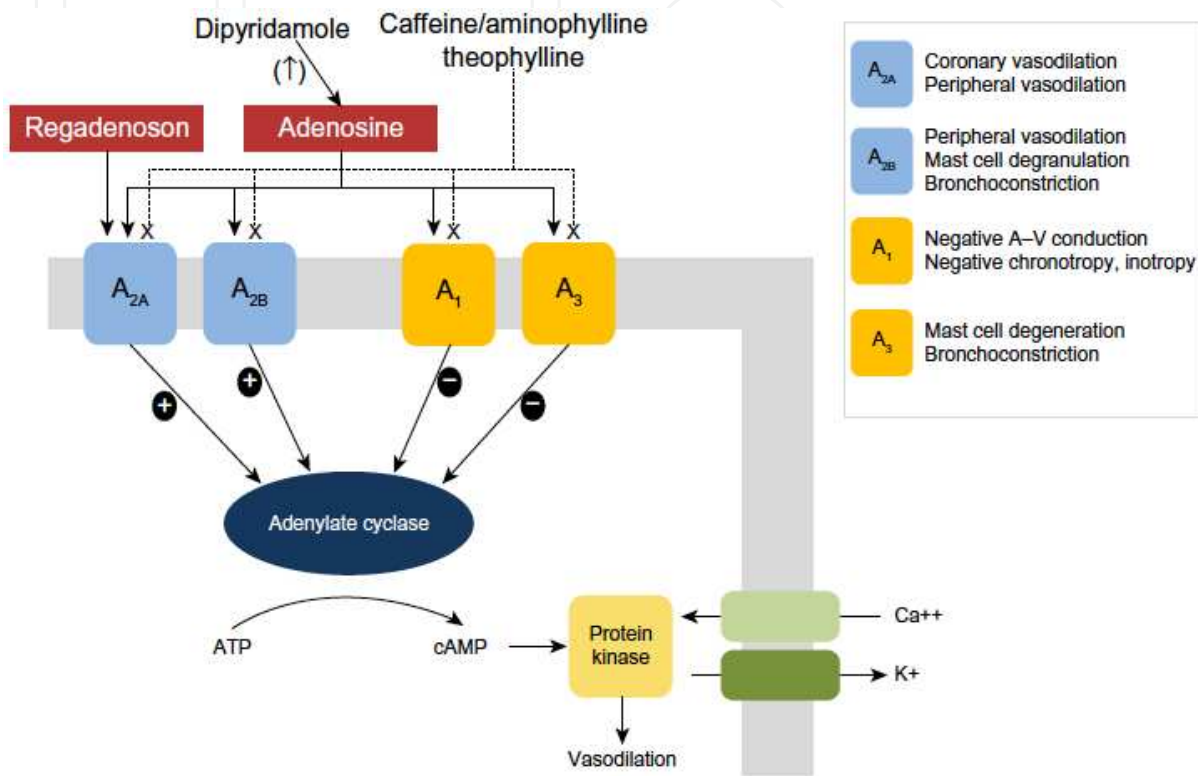 Dipyridamole
(↑)
Caffeine/aminophylline
theophylline
Regadenoson
Adenosine
x
x
x
x
A2A
A2B
A1
A3
+
+
−
−
Adenylate cyclase
ATP
cAMP
Protein
kinase
Ca++
K+
Vasodilation
A2A
Coronary vasodilation
Peripheral vasodilation
A2B
Peripheral vasodilation
Mast cell degranulation
Bronchoconstriction
A1
Negative A–V conduction
Negative chronotropy, inotropy
A3
Mast cell degeneration
Bronchoconstriction